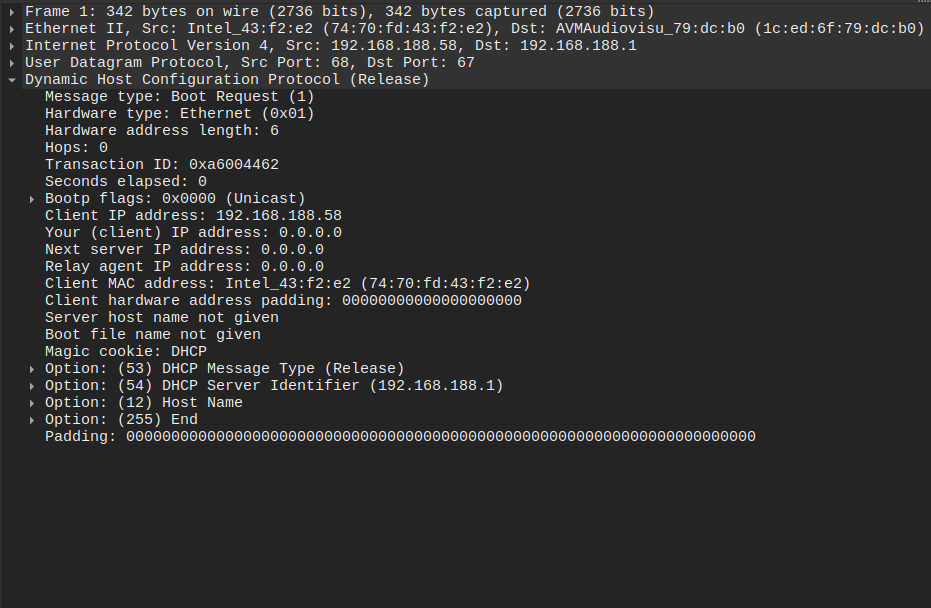 Frame 1: 342 bytes on wire (2736 bits), 342 bytes captured (2736 bits)
Ethernet II, Src: Intel_43:f2:e2 (74:70:fd:43:f2:e2), Dst: AVMAudiovisu_79:dc:b0 (1c:ed:6f:79:dc:b0)
Internet Protocol Version 4, Src: 192.168.188.58, Dst: 192.168.188.1
User Datagram Protocol, Src Port: 68, Dst Port: 67
Dynamic Host Configuration Protocol (Release)
Message type: Boot Request (1)
Hardware type: Ethernet (0x01)
Hardware address length: 6
Hops: 0
Transaction ID: 0xa6004462
Seconds elapsed: 0
Bootp flags: 0x0000 (Unicast)
Client IP address: 192.168.188.58
Your (client) IP address: 0.0.0.0
Next server IP address: 0.0.0.0
Relay agent IP address: 0.0.0.0
Client MAC address: Intel_43:f2:e2 (74:70:fd:43:f2:e2)
Client hardware address padding: 00000000000000000000
Server host name not given
Boot file name not given
Magic cookie: DHCP
Option: (53) DHCP Message Type (Release)
Option: (54) DHCP Server Identifier (192.168.188.1)
Option: (12) Host Name
Option: (255) End
Padding: 0000000000000000000000000000000000000000000000000000000000000000000000